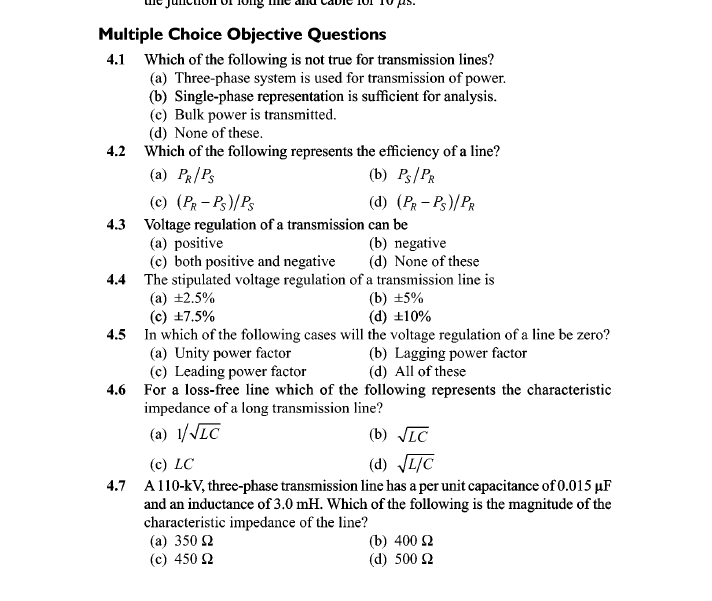 the junction of long line and cable for 10 μs.
Multiple Choice Objective Questions
4.1 Which of the following is not true for transmission lines?
(a) Three-phase system is used for transmission of power.
(b) Single-phase representation is sufficient for analysis.
(c) Bulk power is transmitted.
(d) None of these.
4.2 Which of the following represents the efficiency of a line?
(a) P_R/P_S (b) P_S/P_R
(c) (P_R – P_S)/P_S (d) (P_R – P_S)/P_R
4.3 Voltage regulation of a transmission can be
(a) positive (b) negative
(c) both positive and negative (d) None of these
4.4 The stipulated voltage regulation of a transmission line is
(a) ±2.5% (b) ±5%
(c) ±7.5% (d) ±10%
4.5 In which of the following cases will the voltage regulation of a line be zero?
(a) Unity power factor (b) Lagging power factor
(c) Leading power factor (d) All of these
4.6 For a loss-free line which of the following represents the characteristic
impedance of a long transmission line?
(a) 1/√LC (b) √LC
(c) LC (d) √L/C
4.7 A 110-kV, three-phase transmission line has a per unit capacitance of 0.015 μF
and an inductance of 3.0 mH. Which of the following is the magnitude of the
characteristic impedance of the line?
(a) 350 Ω (b) 400 Ω
(c) 450 Ω (d) 500 Ω